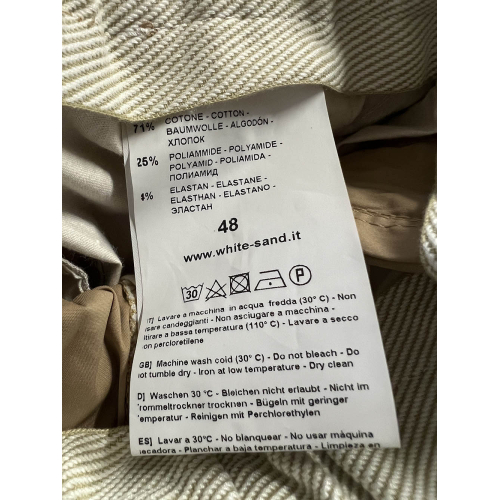 71% COTONE - COTTON -
BAUMWOLLE - ALGODÓN -
ХЛОПОК
25% POLIAMMIDE - POLYAMIDE -
POLYAMID - POLIAMIDA -
ПОЛИАМИД
4% ELASTAN - ELASTANE -
ELASTHAN - ELASTANO -
ЭЛАСТАН
48
www.white-sand.it
30 P
IT] Lavare a macchina in acqua fredda (30°C) - Non
usare candeggianti - Non asciugare a macchina -
Stirare a bassa temperatura (110°C) - Lavare a secco
con percloretilene
GB] Machine wash cold (30°C) - Do not bleach - Do
not tumble dry - Iron at low temperature - Dry clean
D] Waschen 30 °C - Bleichen nicht erlaubt - Nicht im
Trommeltrockner trocknen - Bügeln mit geringer
Temperatur - Reinigen mit Perchlorethylen
ES] Lavar a 30°C - No blanquear - No usar máquina
secadora - Planchar a baja temperatura - Limpieza en